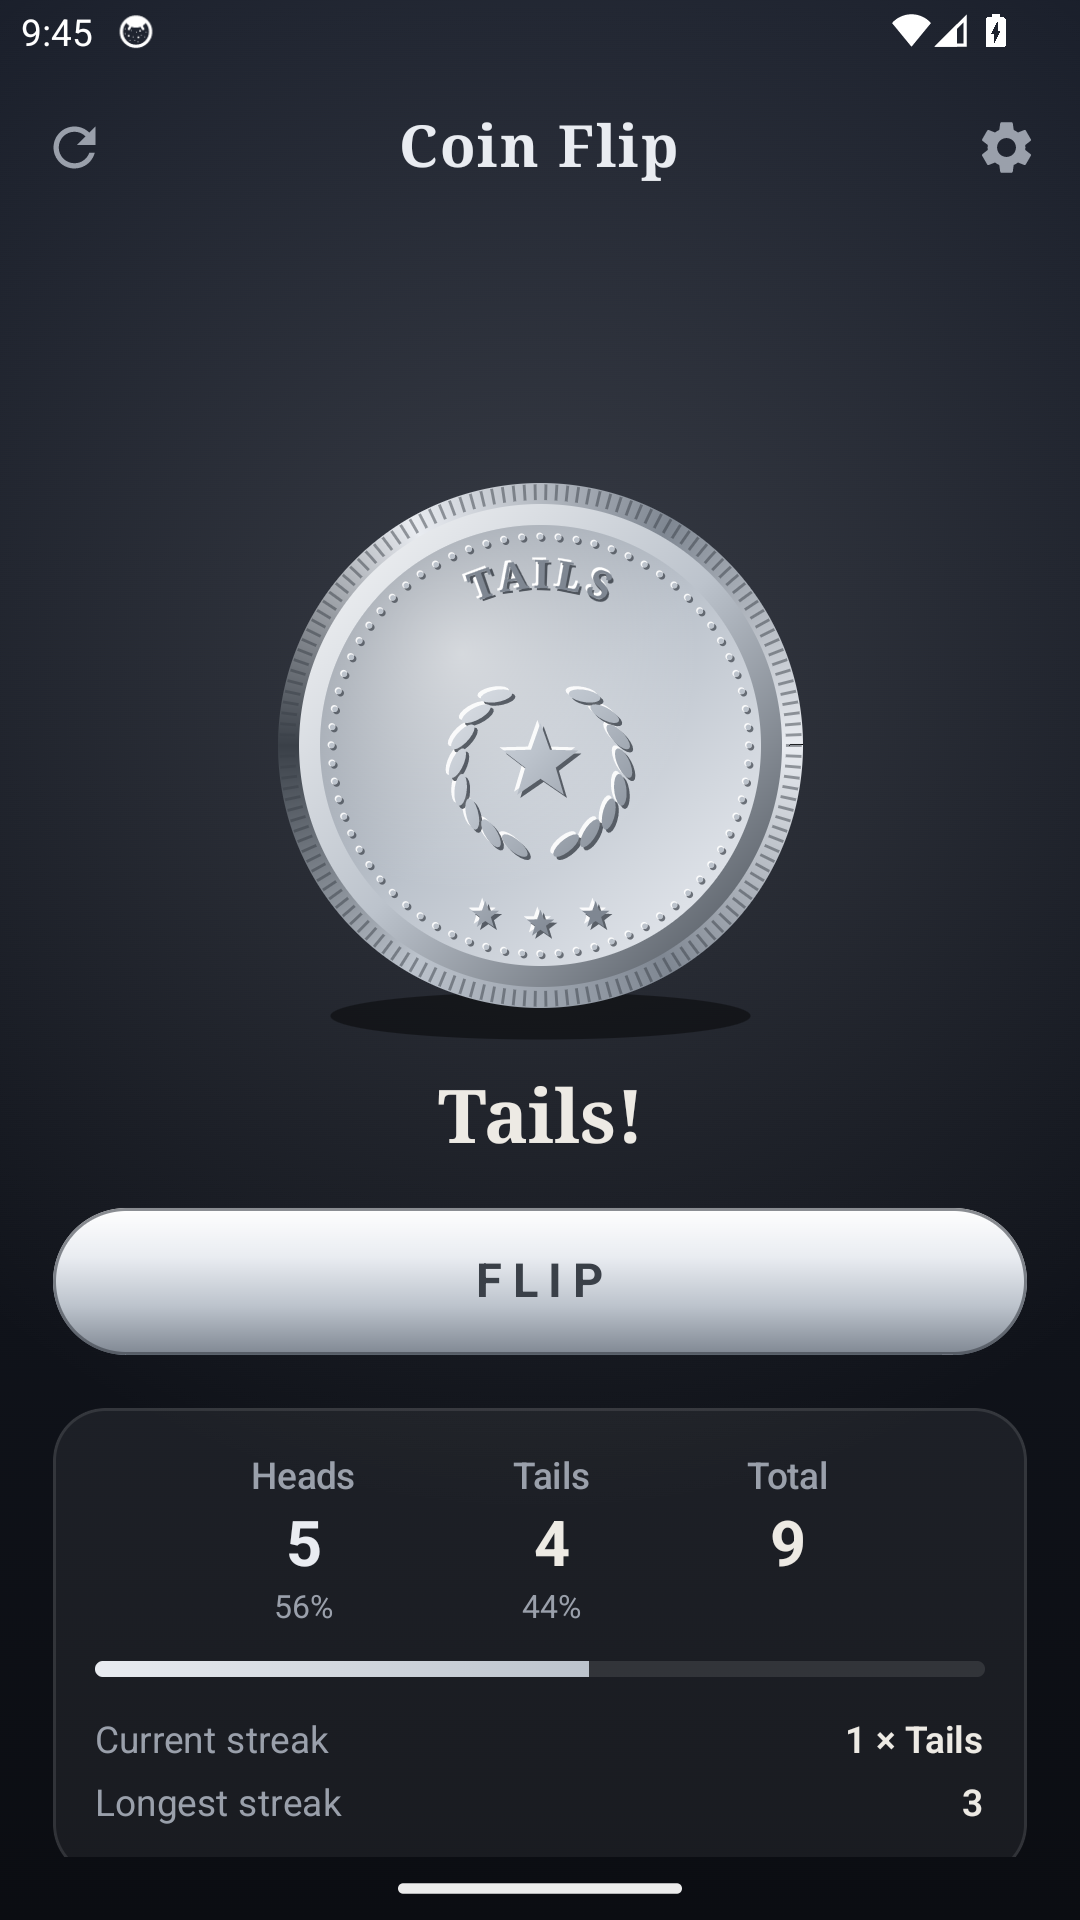 9:45
Coin Flip
TAILS
Tails!
FLIP
Heads Tails Total
5 4 9
56% 44%
Current streak 1 × Tails
Longest streak 3